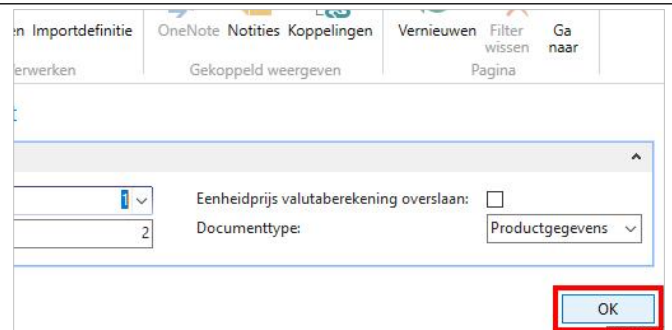 Importdefinitie OneNote Notities Koppelingen Vernieuwen Filter wissen Ga naar
Gekoppeld weergeven Pagina
1 Eenheidprijs valutaberekening overslaan:
2 Documenttype: Productgegevens
OK